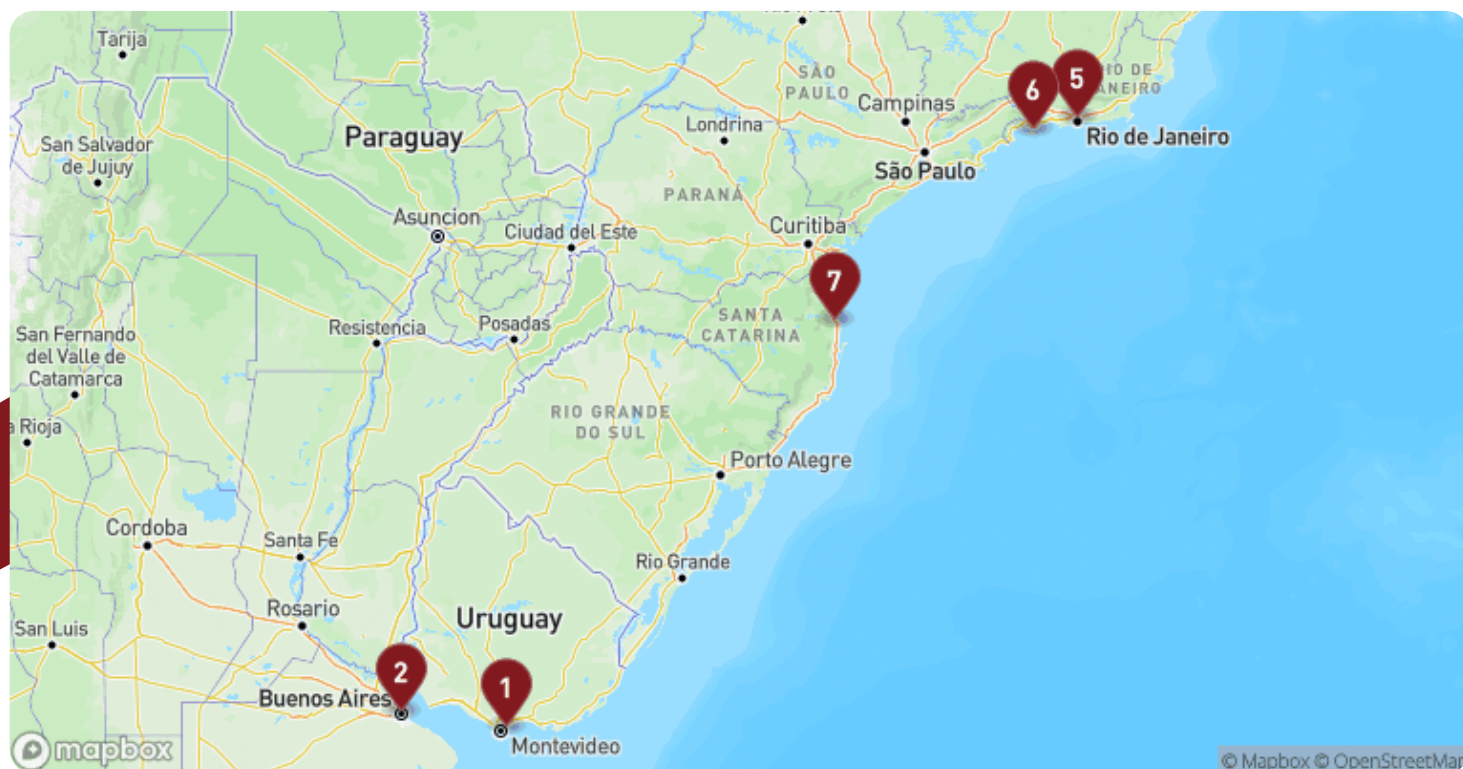 Tarija
SÃO
PAULO
RIO DE
JANEIRO
6
5
Campinas
Londrina
Rio de Janeiro
Paraguay
San Salvador
de Jujuy
São Paulo
PARANÁ
Asuncion
Ciudad del Este
Curitiba
7
SANTA
CATARINA
Resistencia
Posadas
San Fernando
del Valle de
Catamarca
a Rioja
RIO GRANDE
DO SUL
Porto Alegre
Cordoba
Santa Fe
Rio Grande
Rosario
Uruguay
San Luis
2
1
Buenos Aires
Montevideo
mapbox
© Mapbox © OpenStreetMap